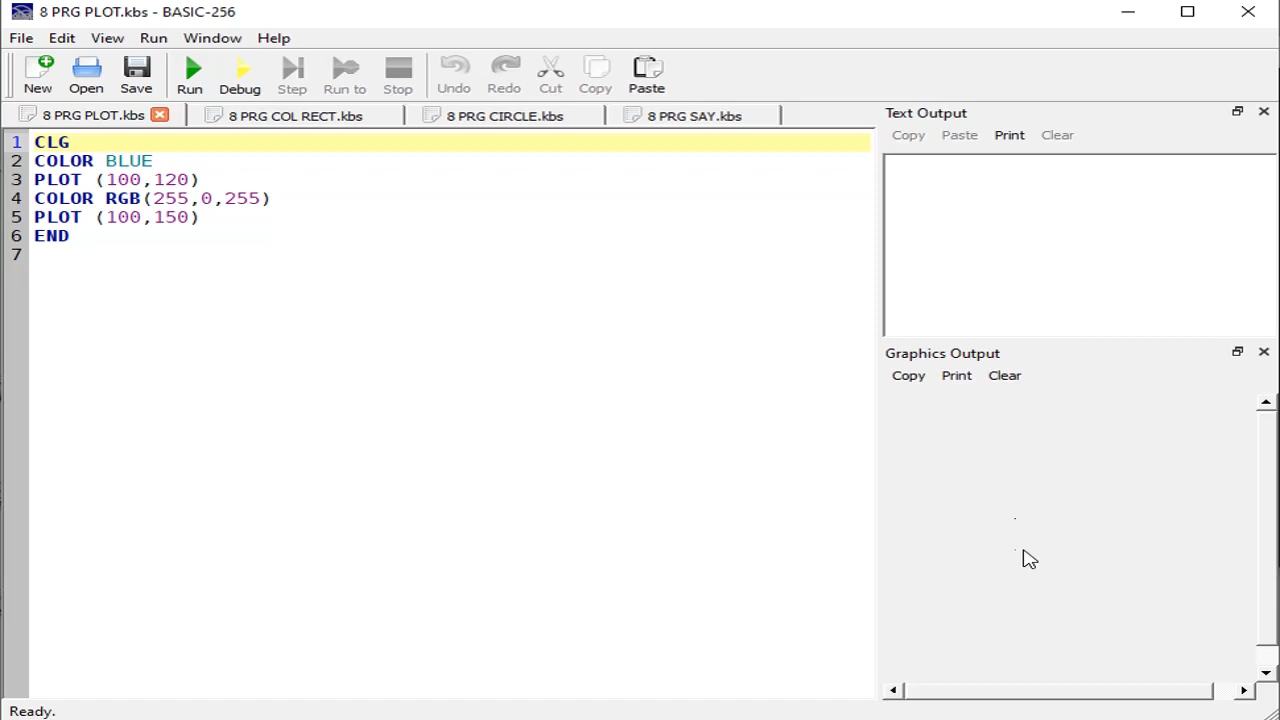 8 PRG PLOT.kbs - BASIC-256
File Edit View Run Window Help
New Open Save Run Debug Step Run to Stop Undo Redo Cut Copy Paste
8 PRG PLOT.kbs 8 PRG COL RECT.kbs 8 PRG CIRCLE.kbs 8 PRG SAY.kbs
1 CLG
2 COLOR BLUE
3 PLOT (100,120)
4 COLOR RGB(255,0,255)
5 PLOT (100,150)
6 END
7
Text Output
Copy Paste Print Clear
Graphics Output
Copy Print Clear
Ready.